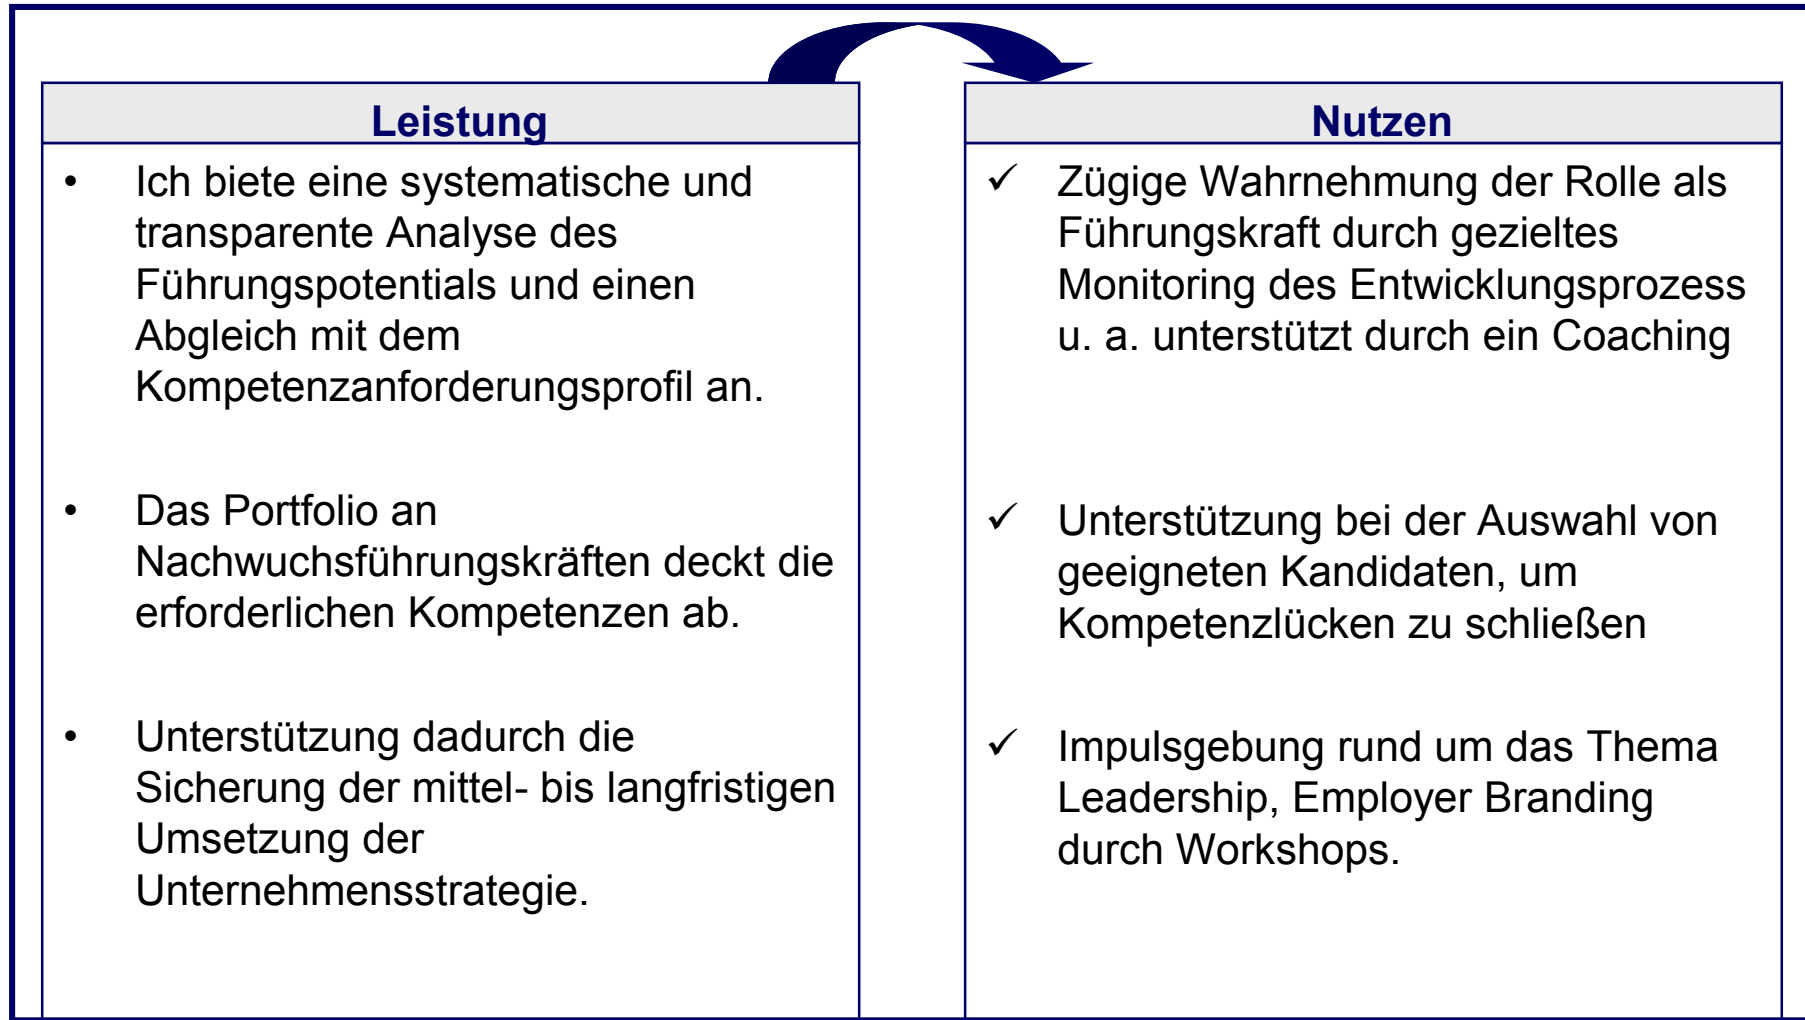 Leistung
• Ich biete eine systematische und
transparente Analyse des
Führungspotentials und einen
Abgleich mit dem
Kompetenzanforderungsprofil an.
• Das Portfolio an
Nachwuchsführungskräften deckt die
erforderlichen Kompetenzen ab.
• Unterstützung dadurch die
Sicherung der mittel- bis langfristigen
Umsetzung der
Unternehmensstrategie.
Nutzen
✓ Zügige Wahrnehmung der Rolle als
Führungskraft durch gezieltes
Monitoring des Entwicklungsprozess
u. a. unterstützt durch ein Coaching
✓ Unterstützung bei der Auswahl von
geeigneten Kandidaten, um
Kompetenzlücken zu schließen
✓ Impulsgebung rund um das Thema
Leadership, Employer Branding
durch Workshops.